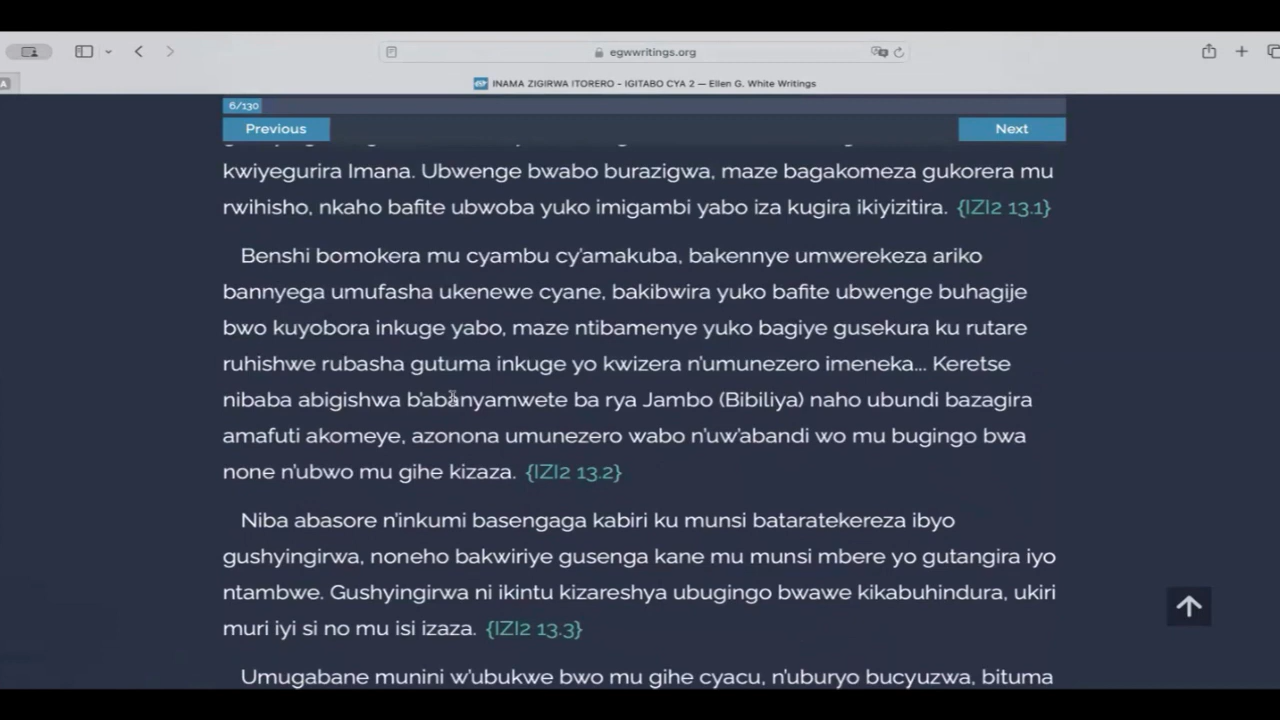 egwwritings.org
INAMA ZIGIRWA ITORERO - IGITABO CYA 2 — Ellen G. White Writings
6/130
Previous
Next
kwiyegurira Imana. Ubwenge bwabo burazigwa, maze bagakomeza gukorera mu
rwihisho, nkaho bafite ubwoba yuko imigambi yabo iza kugira ikiyizitira. {IZI2 13.1}
Benshi bomokera mu cyambu cy'amakuba, bakennye umwerekeza ariko
bannyega umufasha ukenewe cyane, bakibwira yuko bafite ubwenge buhagije
bwo kuyobora inkuge yabo, maze ntibamenye yuko bagiye gusekura ku rutare
ruhishwe rubasha gutuma inkuge yo kwizera n'umunezero imeneka... Keretse
nibaba abigishwa b'abanyamwete ba rya Jambo (Bibiliya) naho ubundi bazagira
amafuti akomeye, azonona umunezero wabo n'uw'abandi wo mu bugingo bwa
none n'ubwo mu gihe kizaza. {IZI2 13.2}
Niba abasore n'inkumi basengaga kabiri ku munsi bataratekereza ibyo
gushyingirwa, noneho bakwiriye gusenga kane mu munsi mbere yo gutangira iyo
ntambwe. Gushyingirwa ni ikintu kizareshya ubugingo bwawe kikabuhindura, ukiri
muri iyi si no mu isi izaza. {IZI2 13.3}
Umugabane munini w'ubukwe bwo mu gihe cyacu, n'uburyo bucyuzwa, bituma